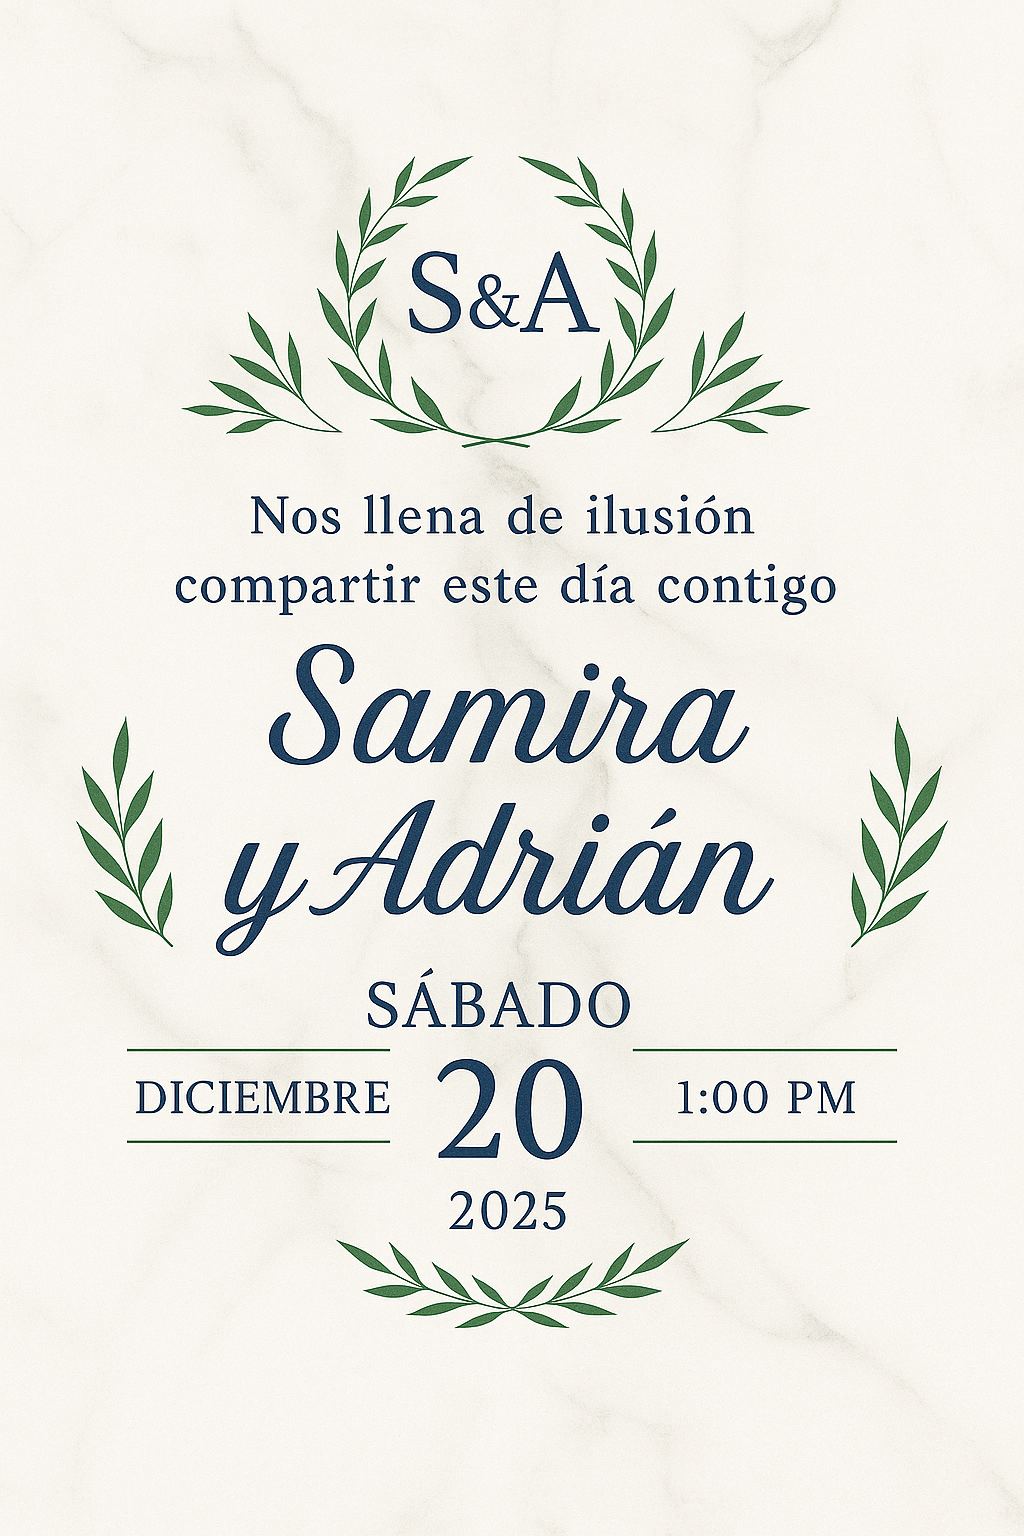 S&A
Nos llena de ilusión
compartir este día contigo
Samira
y Adrián
SÁBADO
DICIEMBRE 20 1:00 PM
2025